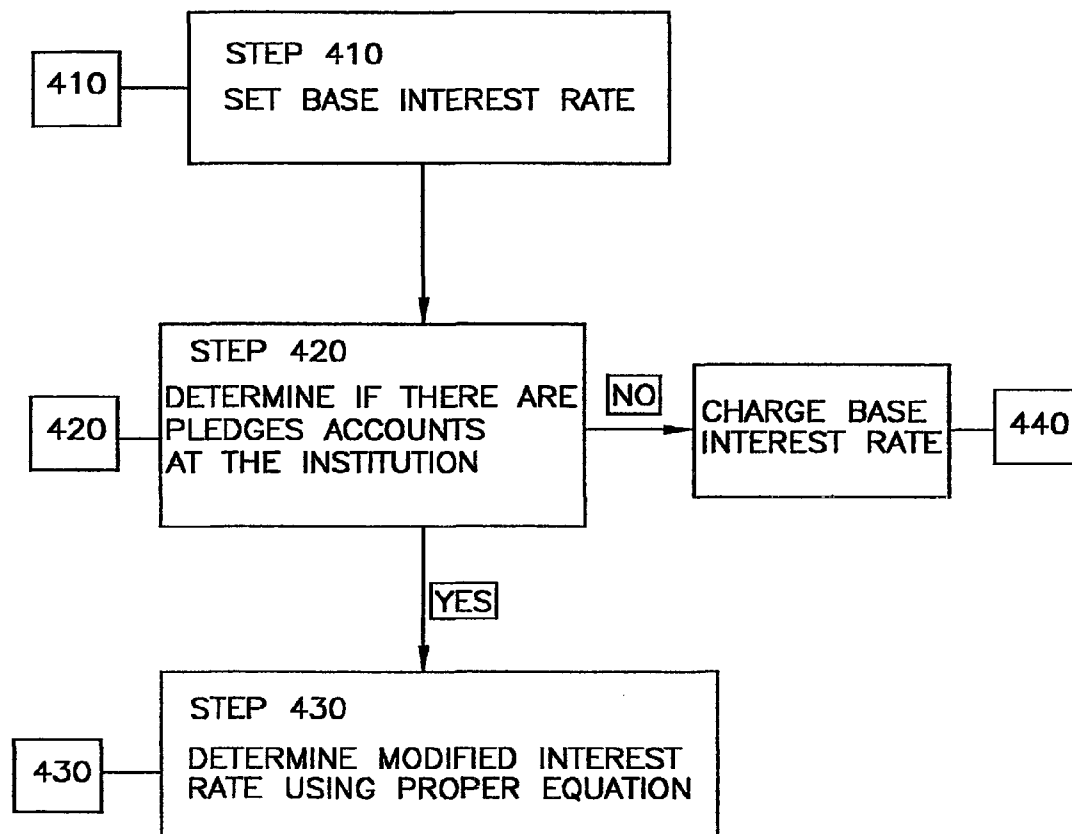 410
STEP 410
SET BASE INTEREST RATE
420
STEP 420
DETERMINE IF THERE ARE
PLEDGES ACCOUNTS
AT THE INSTITUTION
NO
CHARGE BASE
INTEREST RATE
440
YES
430
STEP 430
DETERMINE MODIFIED INTEREST
RATE USING PROPER EQUATION